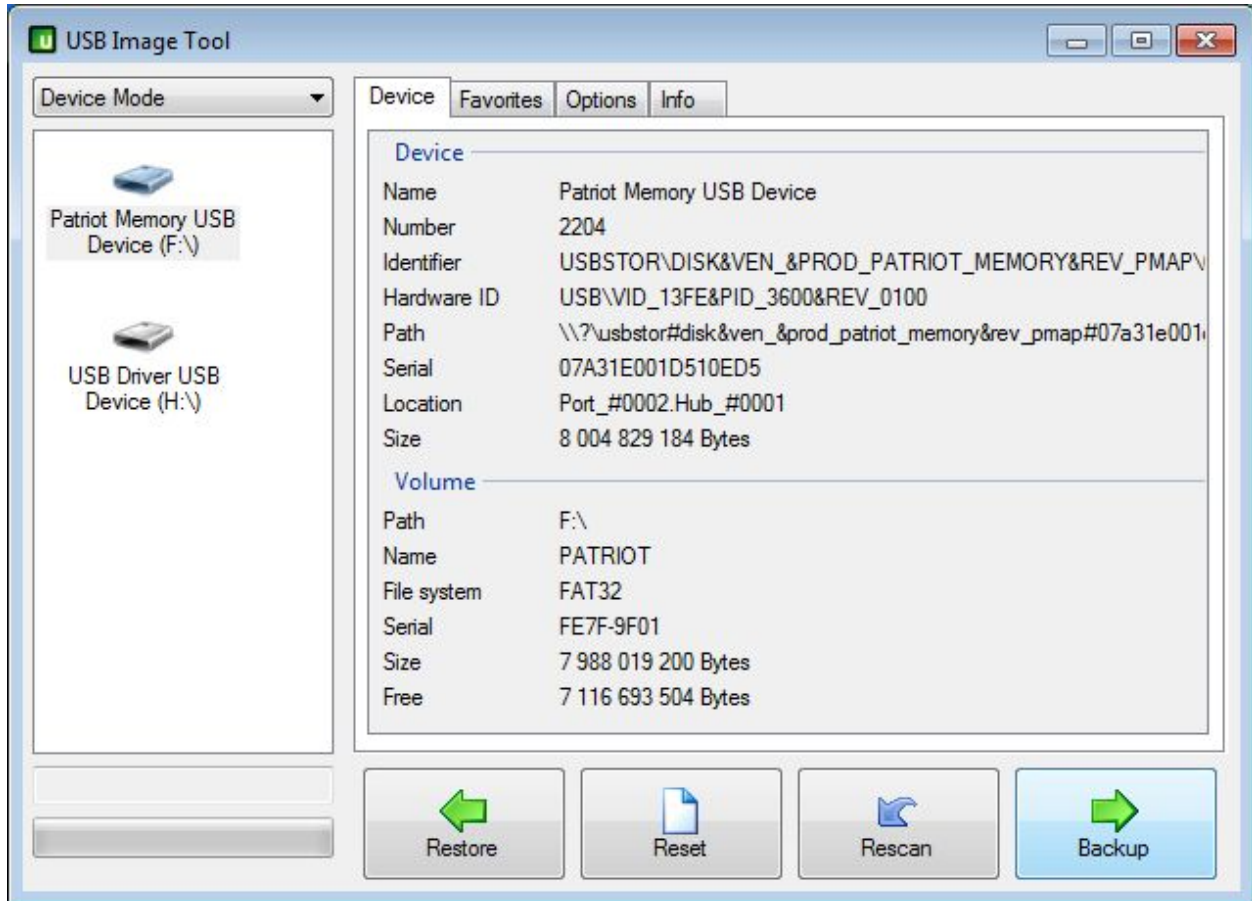 USB Image Tool
Device Mode
Patriot Memory USB
Device (F:\)
USB Driver USB
Device (H:\)
Device Favorites Options Info
Device
Name Patriot Memory USB Device
Number 2204
Identifier USBSTOR\DISK&VEN_&PROD_PATRIOT_MEMORY&REV_PMAP\
Hardware ID USB\VID_13FE&PID_3600&REV_0100
Path \\?\usbstor#disk&ven_&prod_patriot_memory&rev_pmap#07a31e001
Serial 07A31E001D510ED5
Location Port_#0002.Hub_#0001
Size 8 004 829 184 Bytes
Volume
Path F:\
Name PATRIOT
File system FAT32
Serial FE7F-9F01
Size 7 988 019 200 Bytes
Free 7 116 693 504 Bytes
Restore Reset Rescan Backup